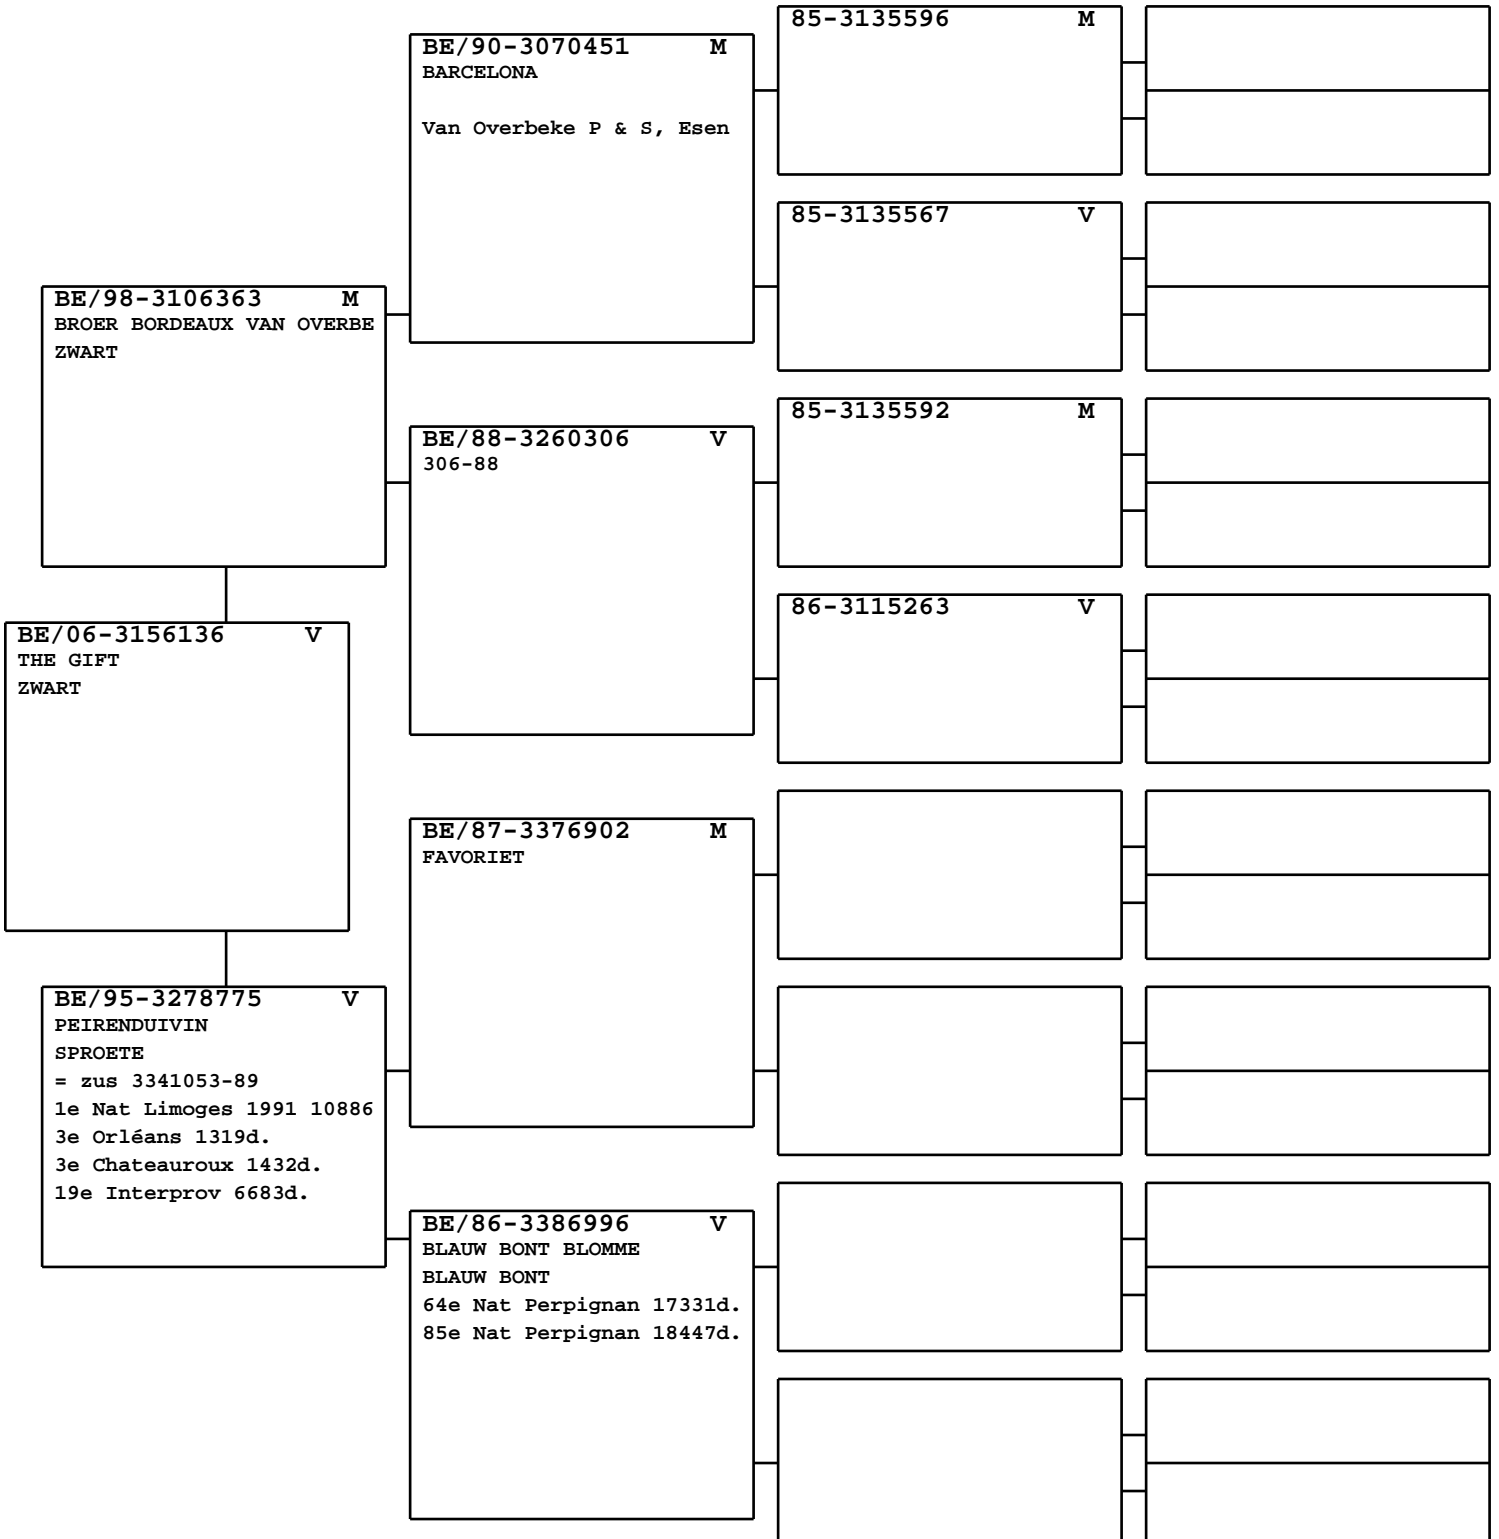 85-3135596 M
BE/90-3070451 M
BARCELONA
Van Overbeke P & S, Esen
85-3135567 V
BE/98-3106363 M
BROER BORDEAUX VAN OVERBE
ZWART
85-3135592 M
BE/88-3260306 V
306-88
86-3115263 V
BE/06-3156136 V
THE GIFT
ZWART
BE/87-3376902 M
FAVORIET
BE/95-3278775 V
PEIRENDUIVIN
SPROETE
= zus 3341053-89
1e Nat Limoges 1991 10886
3e Orléans 1319d.
3e Chateauroux 1432d.
19e Interprov 6683d.
BE/86-3386996 V
BLAUW BONT BLOMME
BLAUW BONT
64e Nat Perpignan 17331d.
85e Nat Perpignan 18447d.